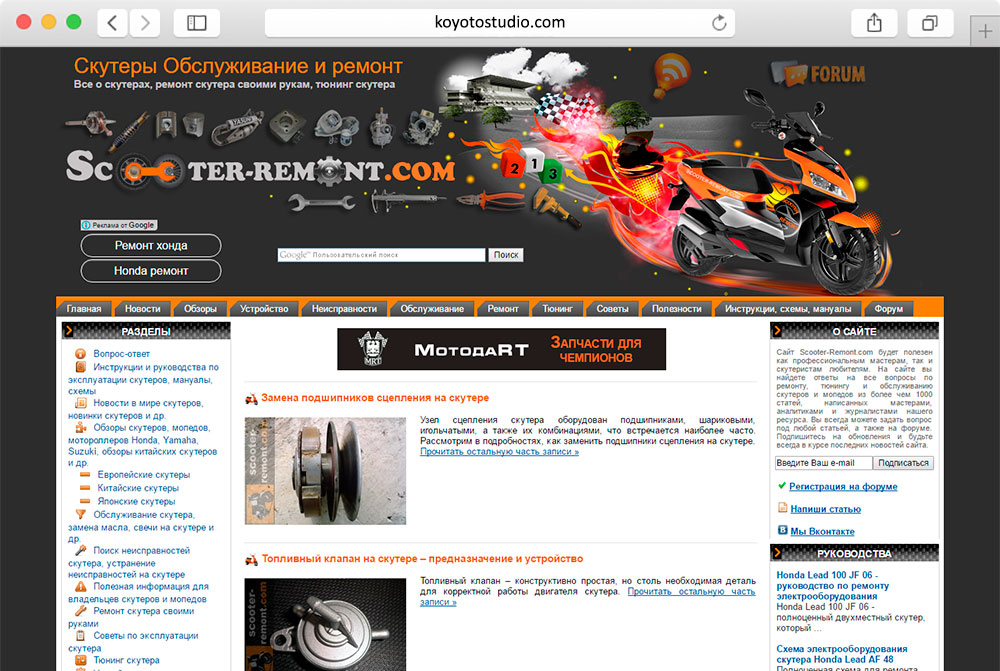 koyotostudio.com
Скутеры Обслуживание и ремонт
Все о скутерах, ремонт скутера своими рукам, тюнинг скутера
FORUM
SCOOTER-REMONT.COM
2 1 3
Реклама от Google
Ремонт хонда
Honda ремонт
Google™ Пользовательский поиск
Поиск
Главная Новости Обзоры Устройство Неисправности Обслуживание Ремонт Тюнинг Советы Полезности Инструкции, схемы, мануалы Форум
РАЗДЕЛЫ
Вопрос-ответ
Инструкции и руководства по
эксплуатации скутеров, мануалы,
схемы
Новости в мире скутеров,
новинки скутеров и др.
Обзоры скутеров, мопедов,
мотороллеров Honda, Yamaha,
Suzuki, обзоры китайских скутеров
и др.
Европейские скутеры
Китайские скутеры
Японские скутеры
Обслуживание скутера,
замена масла, свечи на скутере и
др.
Поиск неисправностей
скутера, устранение
неисправностей на скутере
Полезная информация для
владельцев скутеров и мопедов
Ремонт скутера своими
руками
Советы по эксплуатации
скутера
Тюнинг скутера
MRT
МОТОДАRТ
ЗАПЧАСТИ ДЛЯ
ЧЕМПИОНОВ
Замена подшипников сцепления на скутере
scooter-
remont.com
Узел сцепления скутера оборудован подшипниками, шариковыми,
игольчатыми, а также их комбинациями, что встречается наиболее часто.
Рассмотрим в подробностях, как заменить подшипики сцепления на скутере.
Прочитать остальную часть записи »
Топливный клапан на скутере – предназначение и устройство
scooter-
remont.com
Топливный клапан – конструктивно простая, но столь необходимая деталь
для корректной работы двигателя скутера. Прочитать остальную часть
записи »
О САЙТЕ
Сайт Scooter-Remont.com будет полезен
как профессиональным мастерам, так и
скутеристам любителям. На сайте вы
найдете ответы на все вопросы по
ремонту, тюнингу и обслуживанию
скутеров и мопедов из более чем 1000
статей, написанных мастерами,
аналитиками и журналистами нашего
ресурса. Вы всегда можете задать вопрос
под любой статьей, а также на форуме.
Подпишитесь на обновления и будьте
всегда в курсе последних новостей сайта.
Введите Ваш e-mail
Подписаться
Регистрация на форуме
Напиши статью
Мы Вконтакте
РУКОВОДСТВА
Honda Lead 100 JF 06 -
руководство по ремонту
электрооборудования
Honda Lead 100 JF 06 -
полноценный двухместный скутер,
который ...
Схема электрооборудования
скутера Honda Lead AF 48
Полноценная схема для ремонта